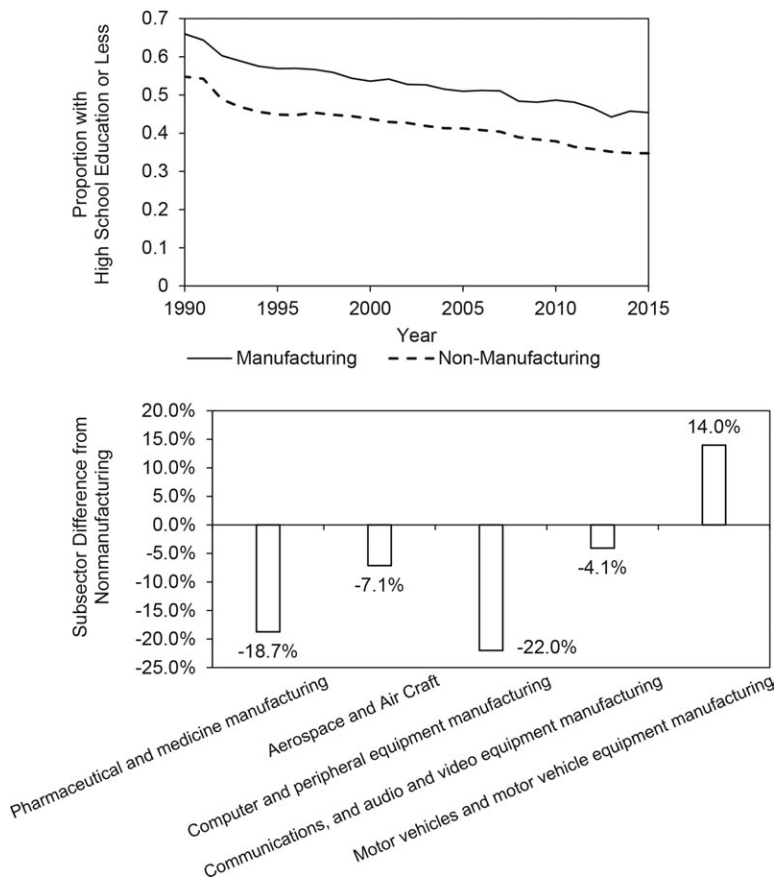 Proportion with
High School Education or Less
0.7
0.6
0.5
0.4
0.3
0.2
0.1
0
1990 1995 2000 2005 2010 2015
Year
Manufacturing Non-Manufacturing
Subsector Difference from
Nonmanufacturing
20.0%
15.0%
10.0%
5.0%
0.0%
-5.0%
-10.0%
-15.0%
-20.0%
-25.0%
-18.7%
-7.1%
-22.0%
-4.1%
14.0%
Pharmaceutical and medicine manufacturing
Aerospace and Air Craft
Computer and peripheral equipment manufacturing
Communications, and audio and video equipment manufacturing
Motor vehicles and motor vehicle equipment manufacturing